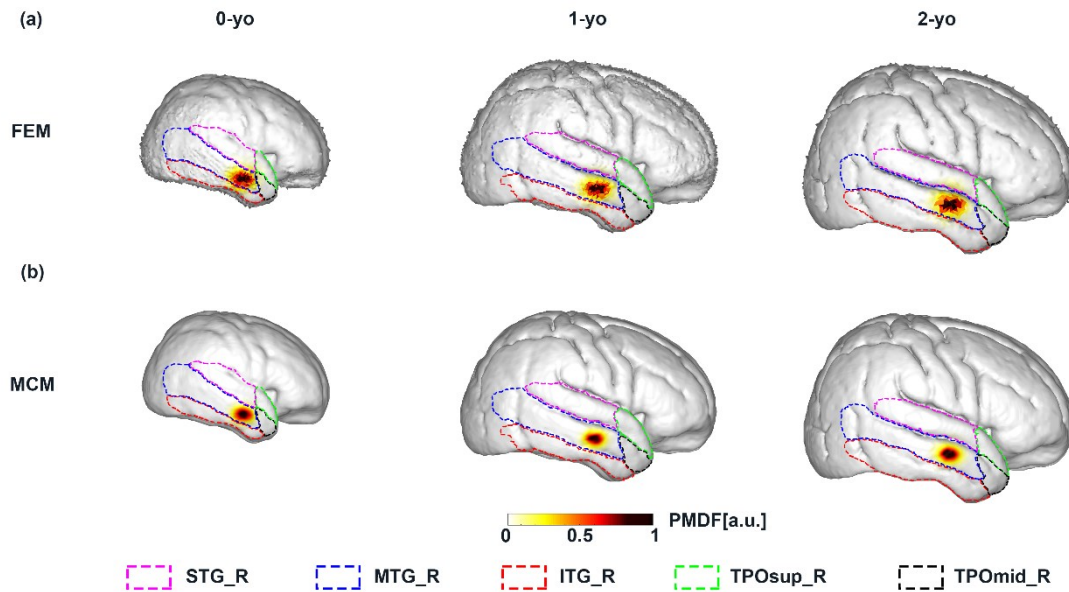 (a)
0-yo 1-yo 2-yo
FEM
(b)
MCM
PMDF[a.u.]
0 0.5 1
STG_R MTG_R ITG_R TPOsup_R TPOmid_R